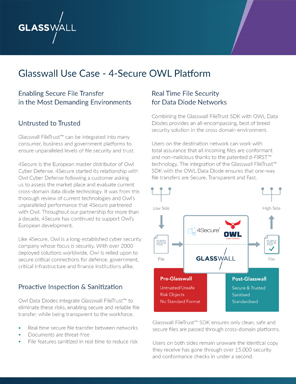 GLASSWALL
Glasswall Use Case - 4-Secure OWL Platform
Enabling Secure File Transfer
in the Most Demanding Environments
Untrusted to Trusted
Glasswall FileTrust™ can be integrated into many
consumer, business and government platforms to
ensure unparalleled levels of file security and trust.
4Secure is the European master distributor of Owl
Cyber Defense. 4Secure started its relationship with
Owl Cyber Defense following a customer asking
us to assess the market place and evaluate current
cross-domain data diode technology. It was from this
thorough review of current technologies and Owl's
unparalleled performance that 4Secure partnered
with Owl. Throughout our partnership for more than
a decade, 4Secure has continued to support Owl's
European development.
Like 4Secure, Owl is a long-established cyber security
company whose focus is security. With over 2000
deployed solutions worldwide, Owl is relied upon to
secure critical connections for defence, government,
critical infrastructure and finance institutions alike.
Proactive Inspection & Sanitization
Owl Data Diodes integrate Glasswall FileTrust™ to
eliminate these risks, enabling secure and reliable file
transfer, while being transparent to the workforce.
• Real time secure file transfer between networks
• Documents are threat-free
• File features sanitized in real time to reduce risk
Real Time File Security
for Data Diode Networks
Combining the Glasswall FileTrust SDK with OWL Data
Diodes provides an all-encompassing, best of breed
security solution in the cross domain environment.
Users on the destination network can work with
total assurance that all incoming files are conformant
and non-malicious thanks to the patented d-FIRST™
technology. The integration of the Glasswall FileTrust™
SDK with the OWL Data Diode ensures that one-way
file transfers are Secure, Transparent and Fast.
Low Side
High Side
4Secure
OWL
File
GLASSWALL
File
Pre-Glasswall
Untrusted/Unsafe
Risk Objects
No Standard Format
Post-Glasswall
Secure & Trusted
Sanitised
Standardised
Glasswall FileTrust™ SDK ensures only clean, safe and
secure files are passed through cross-domain platforms.
Users on both sides remain unaware the identical copy
they receive has gone through over 15,000 security
and conformance checks in under a second.